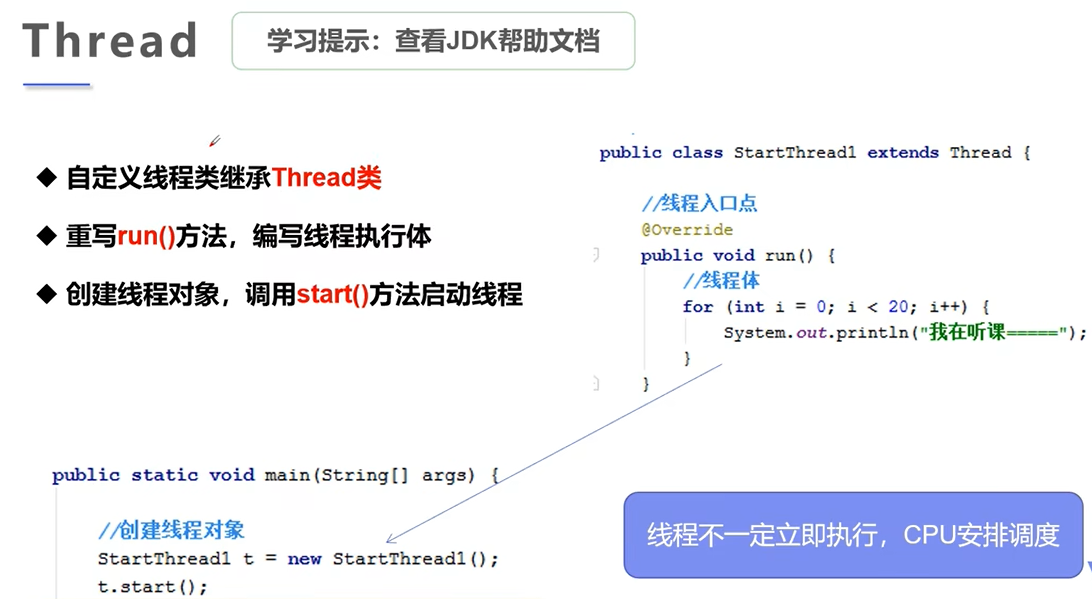 Thread
学习提示：查看JDK帮助文档
◆ 自定义线程类继承Thread类
◆ 重写run()方法，编写线程执行体
◆ 创建线程对象，调用start()方法启动线程
public class StartThread1 extends Thread {
//线程入口点
@Override
public void run() {
//线程体
for (int i = 0; i < 20; i++) {
System.out.println("我在听课=====");
}
}
public static void main(String[] args) {
//创建线程对象
StartThread1 t = new StartThread1();
t.start();
线程不一定立即执行，CPU安排调度